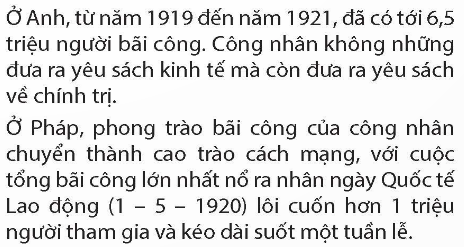 Ở Anh, từ năm 1919 đến năm 1921, đã có tới 6,5
triệu người bãi công. Công nhân không những
đưa ra yêu sách kinh tế mà còn đưa ra yêu sách
về chính trị.
Ở Pháp, phong trào bãi công của công nhân
chuyển thành cao trào cách mạng, với cuộc
tổng bãi công lớn nhất nổ ra nhân ngày Quốc tế
Lao động (1 – 5 – 1920) lôi cuốn hơn 1 triệu
người tham gia và kéo dài suốt một tuần lễ.